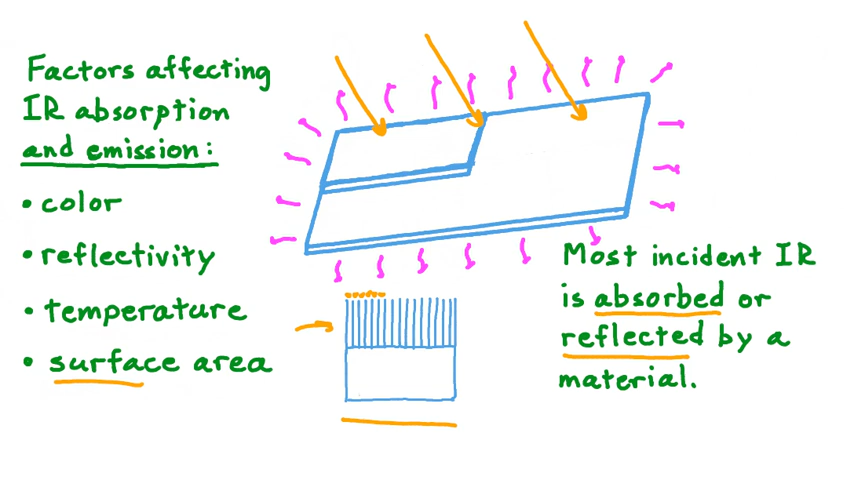 Factors affecting
IR absorption
and emission:
• color
• reflectivity
• temperature
• surface area
Most incident IR
is absorbed or
reflected by a
material.